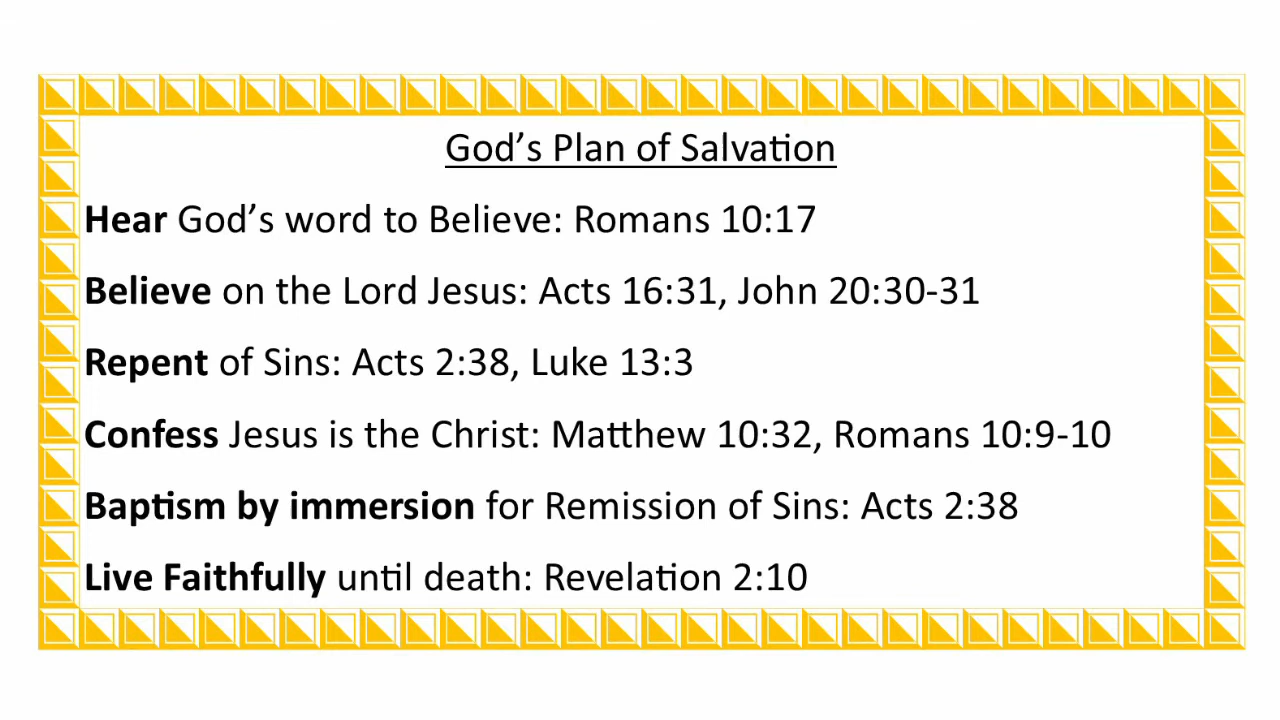 God’s Plan of Salvation
Hear God’s word to Believe: Romans 10:17
Believe on the Lord Jesus: Acts 16:31, John 20:30-31
Repent of Sins: Acts 2:38, Luke 13:3
Confess Jesus is the Christ: Matthew 10:32, Romans 10:9-10
Baptism by immersion for Remission of Sins: Acts 2:38
Live Faithfully until death: Revelation 2:10